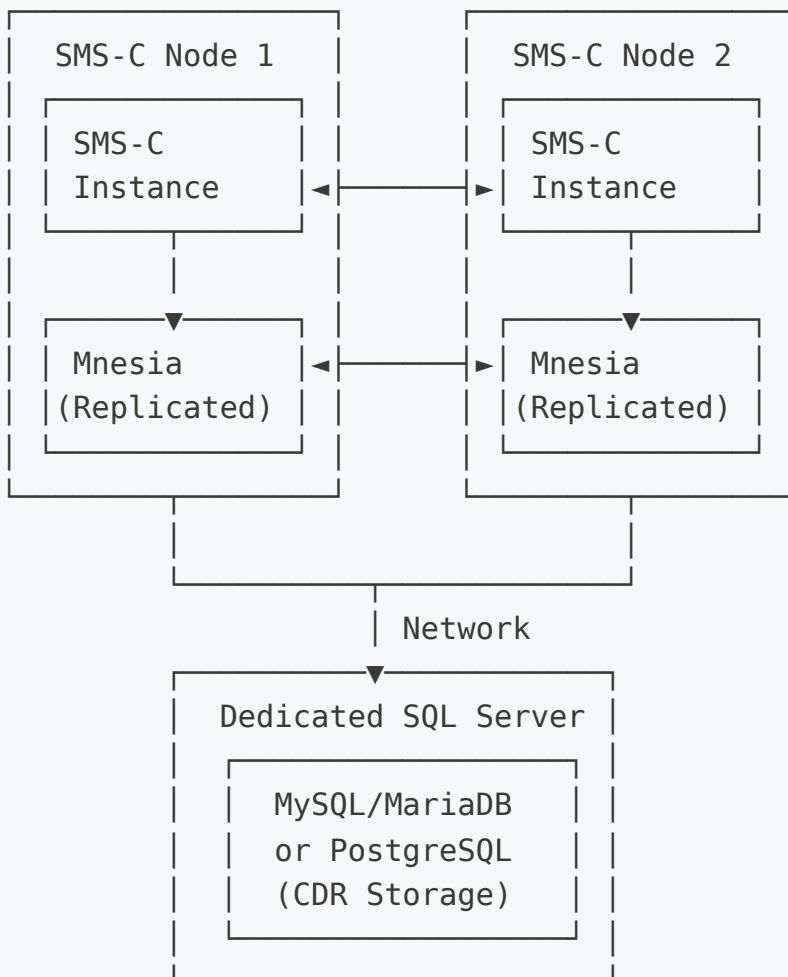 SMS-C Node 1
SMS-C Node 2
SMS-C
Instance
SMS-C
Instance
Mnesia
(Replicated)
Mnesia
(Replicated)
Network
Dedicated SQL Server
MySQL/MariaDB
or PostgreSQL
(CDR Storage)